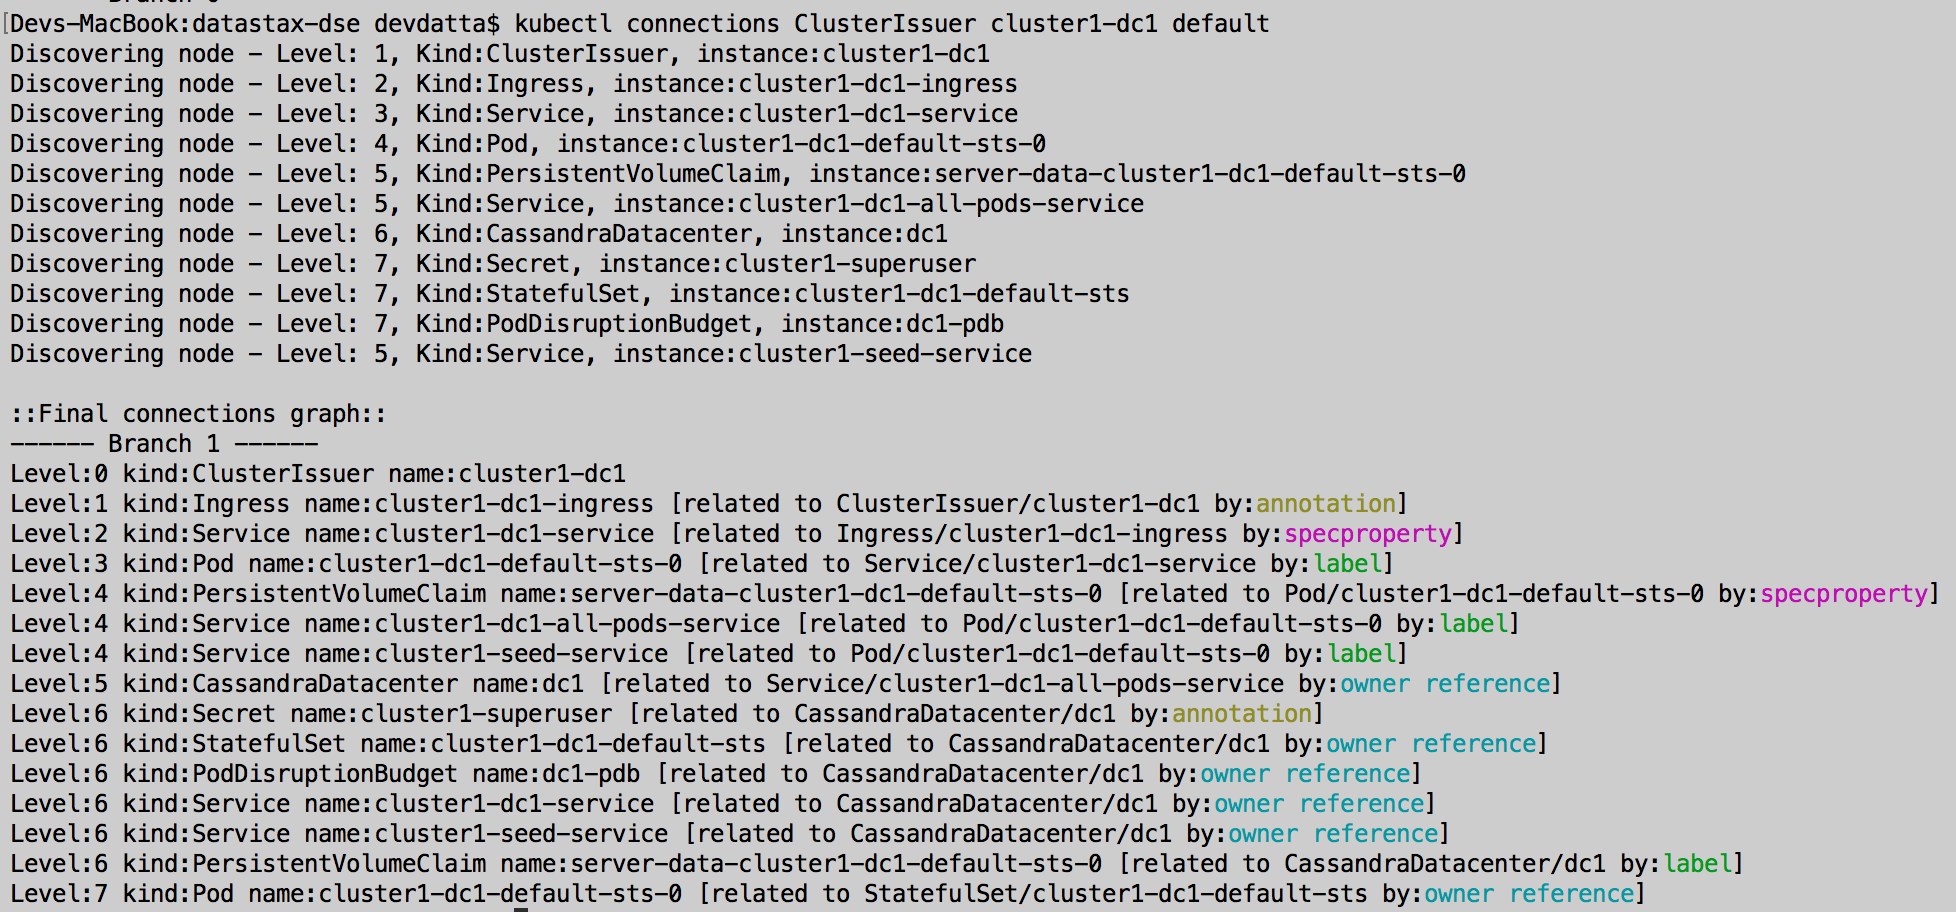 Branch
[Devs-MacBook:datastax-dse devdatta$ kubectl connections ClusterIssuer cluster1-dc1 default
Discovering node - Level: 1, Kind:ClusterIssuer, instance:cluster1-dc1
Discovering node - Level: 2, Kind:Ingress, instance:cluster1-dc1-ingress
Discovering node - Level: 3, Kind:Service, instance:cluster1-dc1-service
Discovering node - Level: 4, Kind:Pod, instance:cluster1-dc1-default-sts-0
Discovering node - Level: 5, Kind:PersistentVolumeClaim, instance:server-data-cluster1-dc1-default-sts-0
Discovering node - Level: 5, Kind:Service, instance:cluster1-dc1-all-pods-service
Discovering node - Level: 6, Kind:CassandraDatacenter, instance:dc1
Discovering node - Level: 7, Kind:Secret, instance:cluster1-superuser
Discovering node - Level: 7, Kind:StatefulSet, instance:cluster1-dc1-default-sts
Discovering node - Level: 7, Kind:PodDisruptionBudget, instance:dc1-pdb
Discovering node - Level: 5, Kind:Service, instance:cluster1-seed-service
::Final connections graph::
------ Branch 1 ------
Level:0 kind:ClusterIssuer name:cluster1-dc1
Level:1 kind:Ingress name:cluster1-dc1-ingress [related to ClusterIssuer/cluster1-dc1 by:annotation]
Level:2 kind:Service name:cluster1-dc1-service [related to Ingress/cluster1-dc1-ingress by:specproperty]
Level:3 kind:Pod name:cluster1-dc1-default-sts-0 [related to Service/cluster1-dc1-service by:label]
Level:4 kind:PersistentVolumeClaim name:server-data-cluster1-dc1-default-sts-0 [related to Pod/cluster1-dc1-default-sts-0 by:specproperty]
Level:4 kind:Service name:cluster1-dc1-all-pods-service [related to Pod/cluster1-dc1-default-sts-0 by:label]
Level:4 kind:Service name:cluster1-seed-service [related to Pod/cluster1-dc1-default-sts-0 by:label]
Level:5 kind:CassandraDatacenter name:dc1 [related to Service/cluster1-dc1-all-pods-service by:owner reference]
Level:6 kind:Secret name:cluster1-superuser [related to CassandraDatacenter/dc1 by:annotation]
Level:6 kind:StatefulSet name:cluster1-dc1-default-sts [related to CassandraDatacenter/dc1 by:owner reference]
Level:6 kind:PodDisruptionBudget name:dc1-pdb [related to CassandraDatacenter/dc1 by:owner reference]
Level:6 kind:Service name:cluster1-dc1-service [related to CassandraDatacenter/dc1 by:owner reference]
Level:6 kind:Service name:cluster1-seed-service [related to CassandraDatacenter/dc1 by:owner reference]
Level:6 kind:PersistentVolumeClaim name:server-data-cluster1-dc1-default-sts-0 [related to CassandraDatacenter/dc1 by:label]
Level:7 kind:Pod name:cluster1-dc1-default-sts-0 [related to StatefulSet/cluster1-dc1-default-sts by:owner reference]